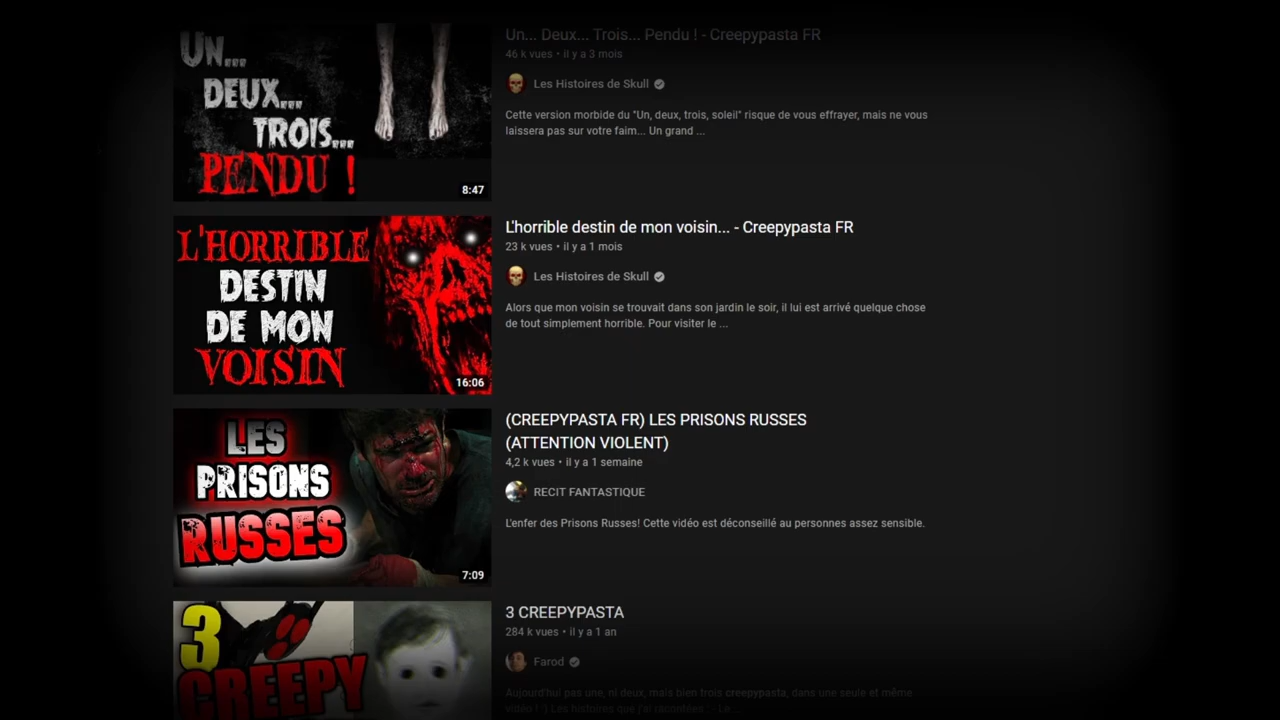 UN...
DEUX...
TROIS...
PENDU !
8:47
Un... Deux... Trois... Pendu ! - Creepypasta FR
46 k vues • il y a 3 mois
Les Histoires de Skull
Cette version morbide du "Un, deux, trois, soleil" risque de vous effrayer, mais ne vous
laissera pas sur votre faim... Un grand ...
L'HORRIBLE
DESTIN
DE MON
VOISIN
16:06
L'horrible destin de mon voisin... - Creepypasta FR
23 k vues • il y a 1 mois
Les Histoires de Skull
Alors que mon voisin se trouvait dans son jardin le soir, il lui est arrivé quelque chose
de tout simplement horrible. Pour visiter le ...
LES
PRISONS
RUSSES
7:09
(CREEPYPASTA FR) LES PRISONS RUSSES
(ATTENTION VIOLENT)
4,2 k vues • il y a 1 semaine
RECIT FANTASTIQUE
L'enfer des Prisons Russes! Cette vidéo est déconseillé au personnes assez sensible.
3
CREEPY
3 CREEPYPASTA
284 k vues • il y a 1 an
Farod
Aujourd'hui pas une, ni deux, mais bien trois creepypasta, dans une seule et même
vidéo ! :) Les histoires que j'ai racontées : - Le ...